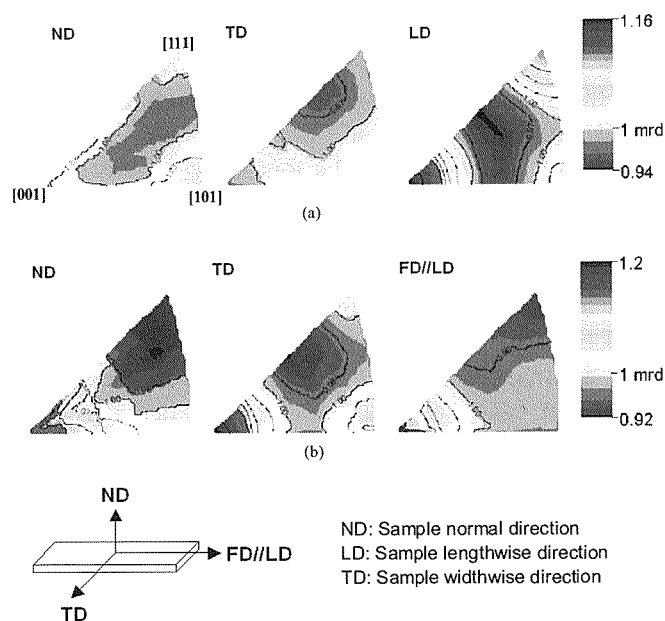 ND
TD
LD
1.16
[111]
1 mrd
0.94
[001]
[101]
(a)
ND
TD
FD//LD
1.2
1 mrd
0.92
(b)
ND
FD//LD
TD
ND: Sample normal direction
LD: Sample lengthwise direction
TD: Sample widthwise direction